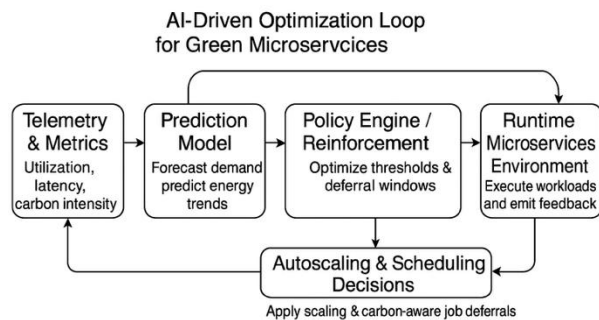 AI-Driven Optimization Loop
for Green Microservcices
Telemetry
& Metrics
Utilization,
latency,
carbon intensity
Prediction
Model
Forecast demand
predict energy
trends
Policy Engine /
Reinforcement
Optimize thresholds &
deferral windows
Runtime
Microservices
Environment
Execute workloads
and emit feedback
Autoscaling & Scheduling
Decisions
Apply scaling & carbon-aware job deferrals